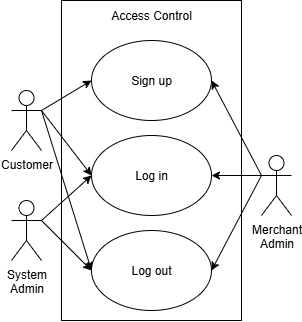 Access Control
Sign up
Customer
Log in
Merchant
Admin
System
Admin
Log out